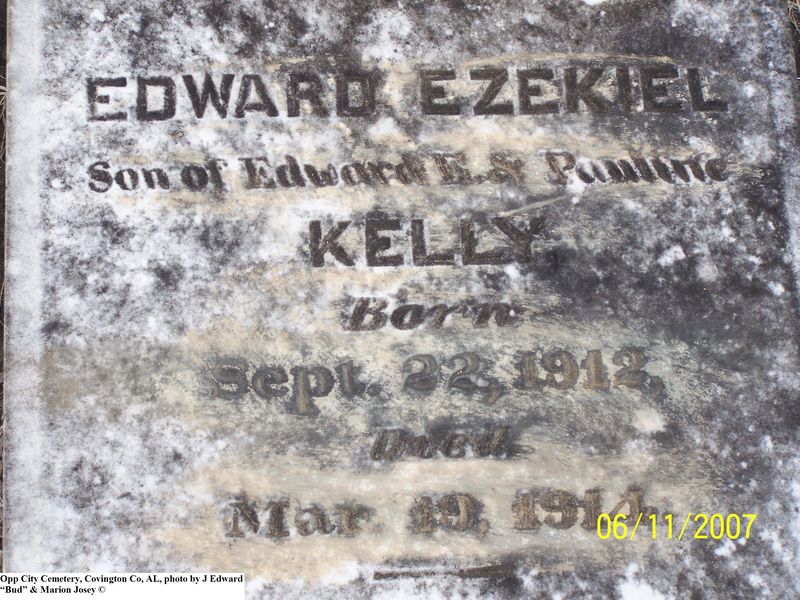 EDWARD EZEKIEL
Son of Edward E. & Pauline
KELLY
Born
Sept. 22, 1912,
Died
Mar. 19, 1914.
06/11/2007
Opp City Cemetery, Covington Co, AL, photo by J Edward
“Bud” & Marion Josey ©